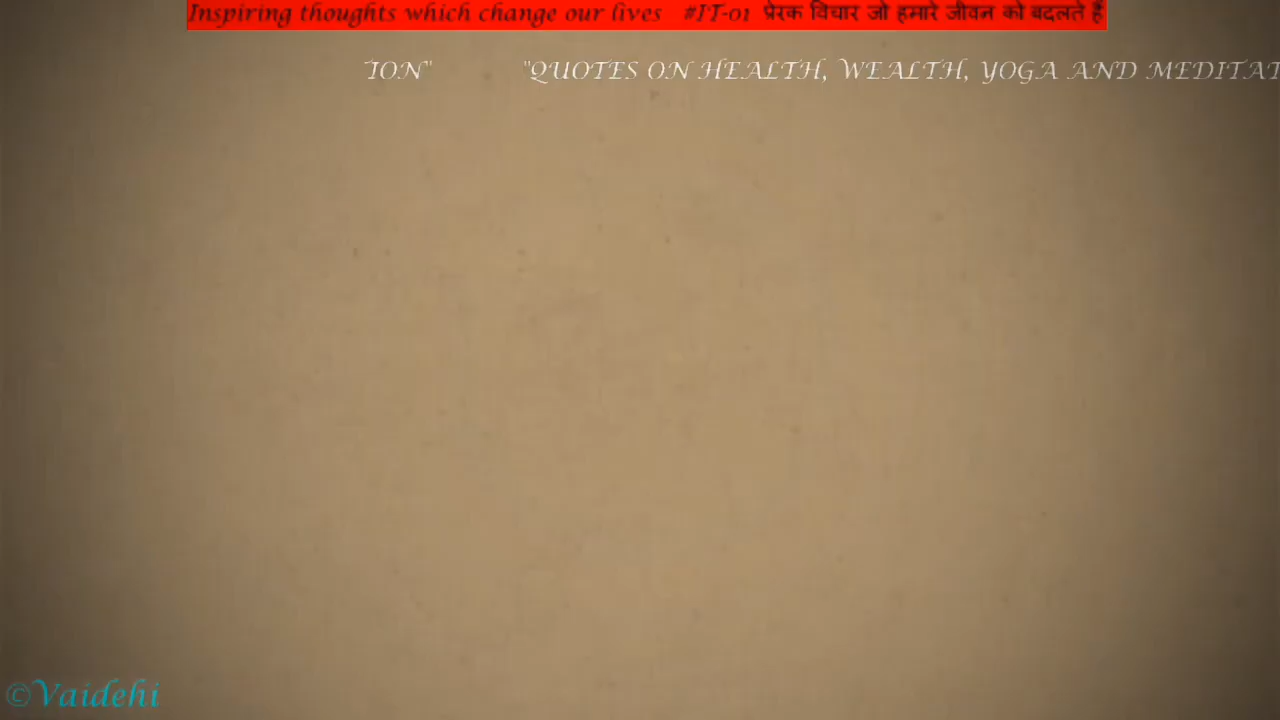 Inspiring thoughts which change our lives #IT-01 प्रेरक विचार जो हमारे जीवन को बदलते हैं
ION" "QUOTES ON HEALTH, WEALTH, YOGA AND MEDITAT
©Vaidehi